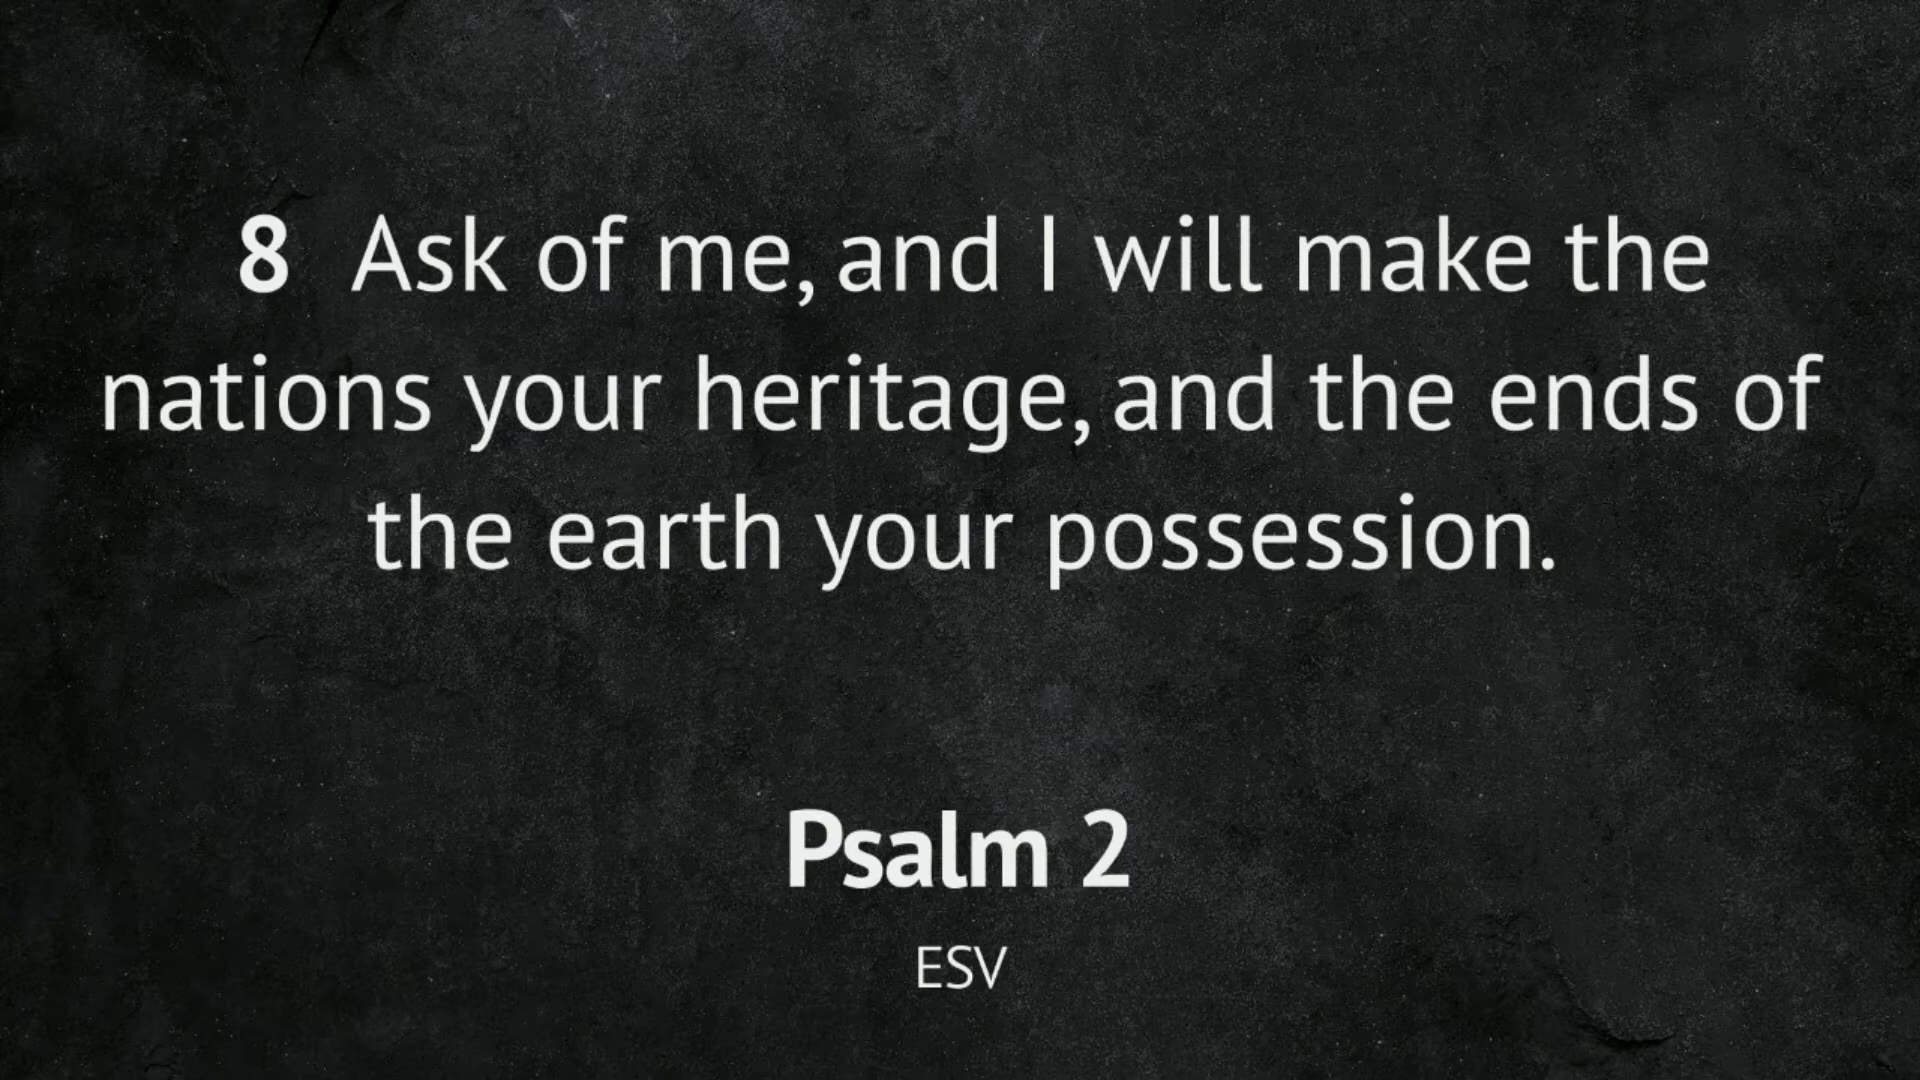 8 Ask of me, and I will make the
nations your heritage, and the ends of
the earth your possession.
Psalm 2
ESV